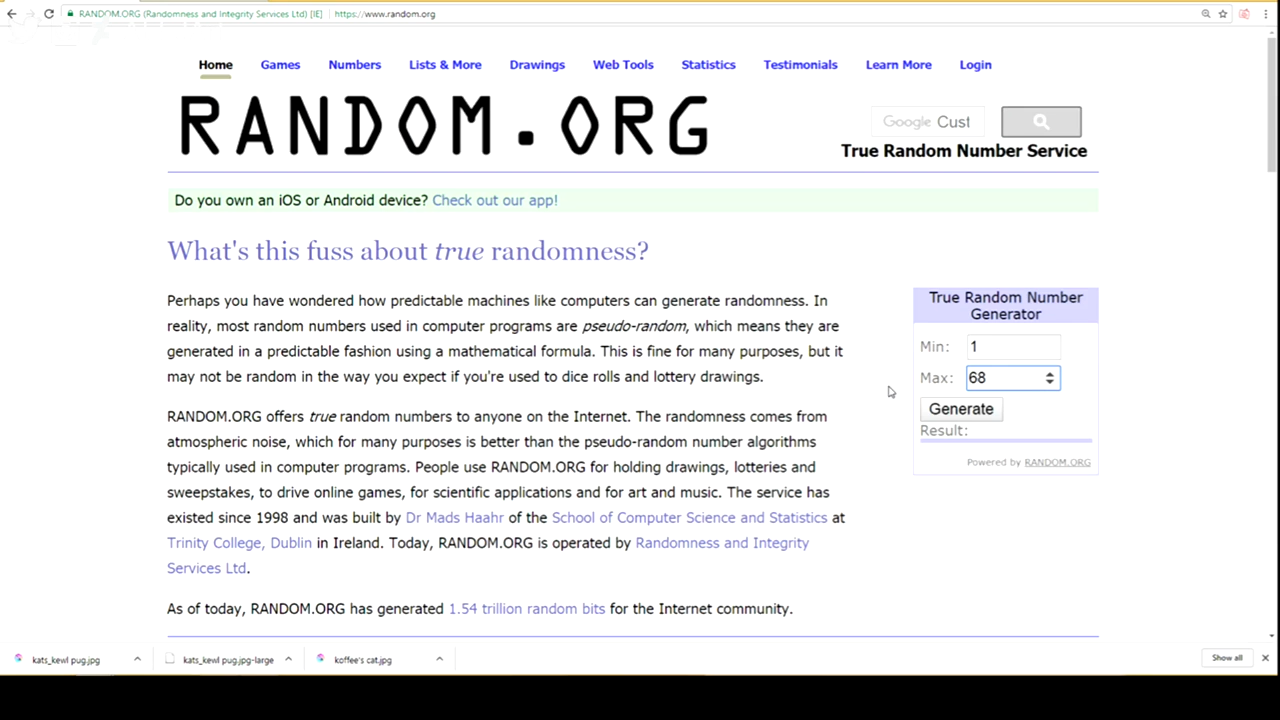 RANDOM.ORG (Randomness and Integrity Services Ltd) [IE] https://www.random.org
Home Games Numbers Lists & More Drawings Web Tools Statistics Testimonials Learn More Login
RANDOM.ORG
Google Cust
True Random Number Service
Do you own an iOS or Android device? Check out our app!
What's this fuss about true randomness?
Perhaps you have wondered how predictable machines like computers can generate randomness. In
reality, most random numbers used in computer programs are pseudo-random, which means they are
generated in a predictable fashion using a mathematical formula. This is fine for many purposes, but it
may not be random in the way you expect if you're used to dice rolls and lottery drawings.
RANDOM.ORG offers true random numbers to anyone on the Internet. The randomness comes from
atmospheric noise, which for many purposes is better than the pseudo-random number algorithms
typically used in computer programs. People use RANDOM.ORG for holding drawings, lotteries and
sweepstakes, to drive online games, for scientific applications and for art and music. The service has
existed since 1998 and was built by Dr Mads Haahr of the School of Computer Science and Statistics at
Trinity College, Dublin in Ireland. Today, RANDOM.ORG is operated by Randomness and Integrity
Services Ltd.
As of today, RANDOM.ORG has generated 1.54 trillion random bits for the Internet community.
True Random Number
Generator
Min: 1
Max: 68
Generate
Result:
Powered by RANDOM.ORG
kats_kewl pug.jpg kats_kewl pug.jpg-large koffee's cat.jpg Show all